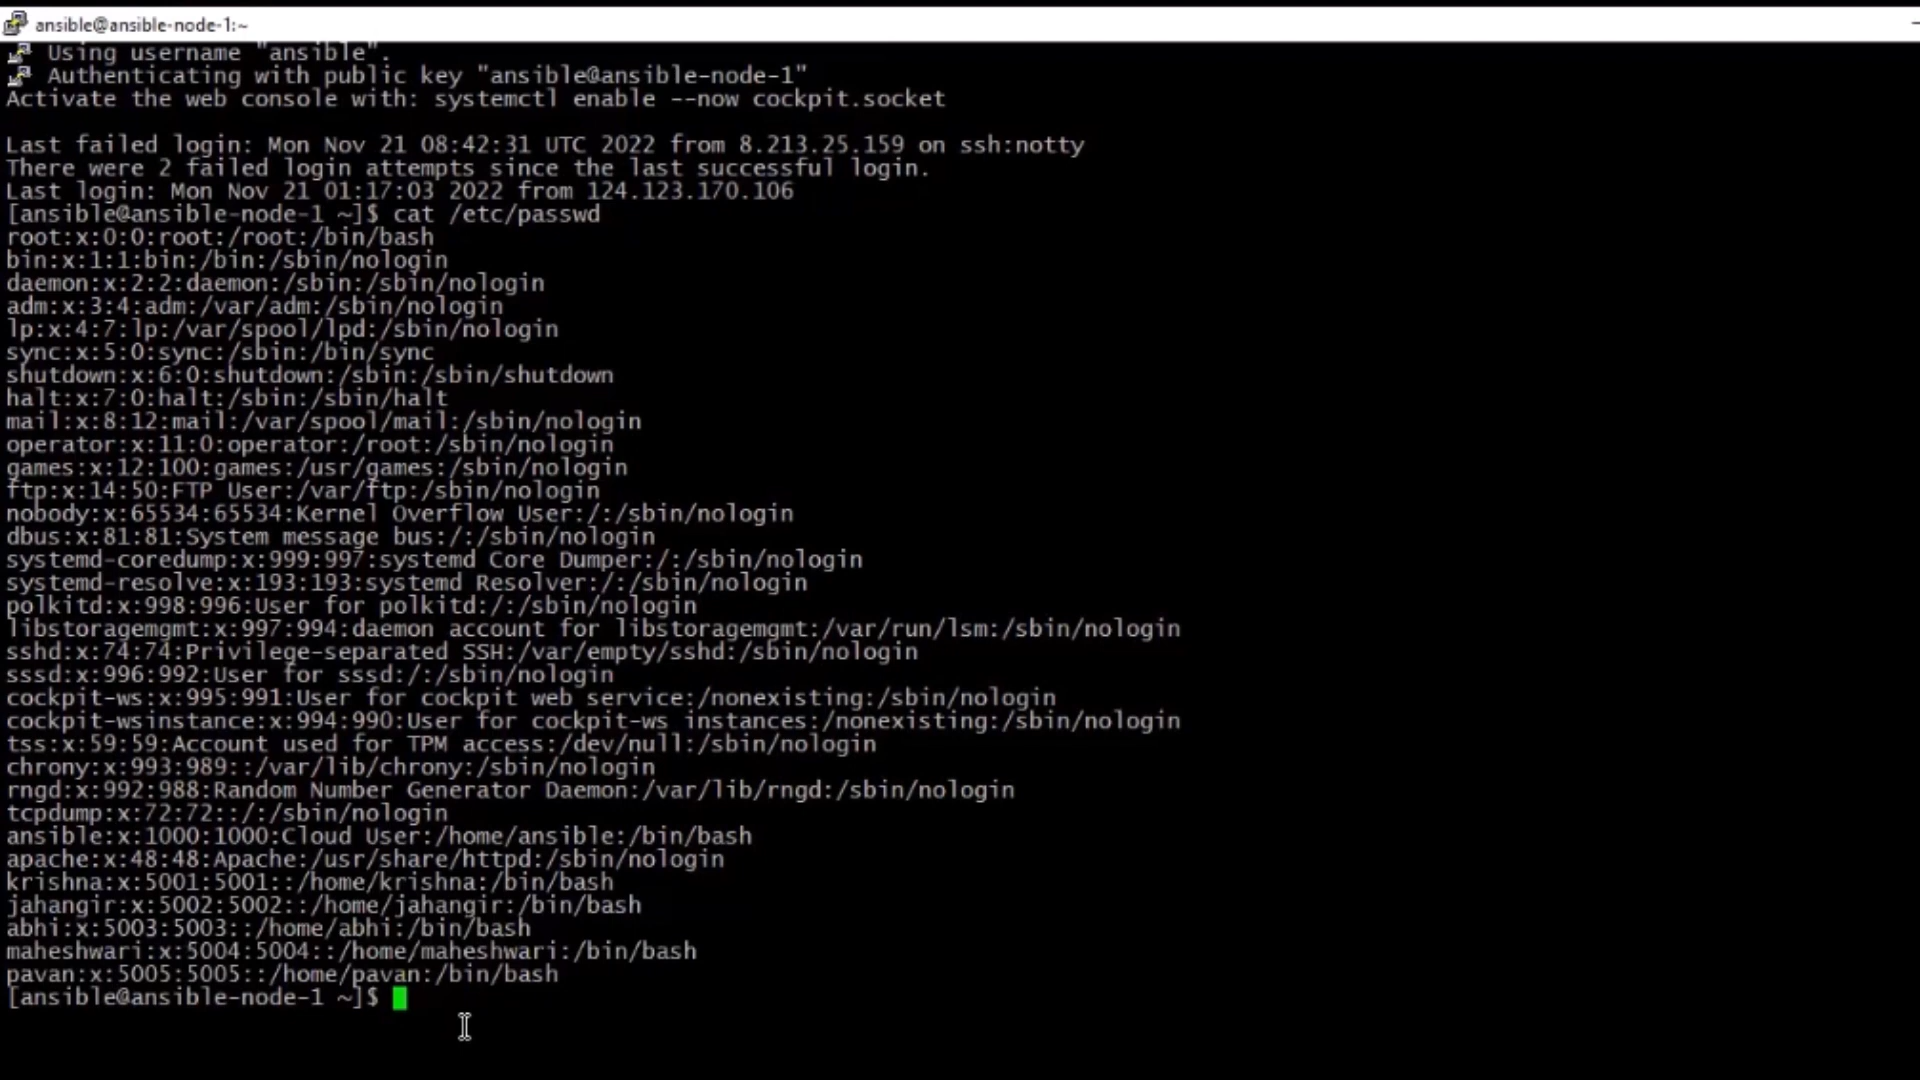 ansible@ansible-node-1:~
Using username "ansible".
Authenticating with public key "ansible@ansible-node-1"
Activate the web console with: systemctl enable --now cockpit.socket
Last failed login: Mon Nov 21 08:42:31 UTC 2022 from 8.213.25.159 on ssh:notty
There were 2 failed login attempts since the last successful login.
Last login: Mon Nov 21 01:17:03 2022 from 124.123.170.106
[ansible@ansible-node-1 ~]$ cat /etc/passwd
root:x:0:0:root:/root:/bin/bash
bin:x:1:1:bin:/bin:/sbin/nologin
daemon:x:2:2:daemon:/sbin:/sbin/nologin
adm:x:3:4:adm:/var/adm:/sbin/nologin
lp:x:4:7:lp:/var/spool/lpd:/sbin/nologin
sync:x:5:0:sync:/sbin:/bin/sync
shutdown:x:6:0:shutdown:/sbin:/sbin/shutdown
halt:x:7:0:halt:/sbin:/sbin/halt
mail:x:8:12:mail:/var/spool/mail:/sbin/nologin
operator:x:11:0:operator:/root:/sbin/nologin
games:x:12:100:games:/usr/games:/sbin/nologin
ftp:x:14:50:FTP User:/var/ftp:/sbin/nologin
nobody:x:65534:65534:Kernel Overflow User:/:/sbin/nologin
dbus:x:81:81:System message bus:/:/sbin/nologin
systemd-coredump:x:999:997:systemd Core Dumper:/:/sbin/nologin
systemd-resolve:x:193:193:systemd Resolver:/:/sbin/nologin
polkitd:x:998:996:User for polkitd:/:/sbin/nologin
libstoragemgmt:x:997:994:daemon account for libstoragemgmt:/var/run/lsm:/sbin/nologin
sshd:x:74:74:Privilege-separated SSH:/var/empty/sshd:/sbin/nologin
sssd:x:996:992:User for sssd:/:/sbin/nologin
cockpit-ws:x:995:991:User for cockpit web service:/nonexisting:/sbin/nologin
cockpit-wsinstance:x:994:990:User for cockpit-ws instances:/nonexisting:/sbin/nologin
tss:x:59:59:Account used for TPM access:/dev/null:/sbin/nologin
chrony:x:993:989::/var/lib/chrony:/sbin/nologin
rngd:x:992:988:Random Number Generator Daemon:/var/lib/rngd:/sbin/nologin
tcpdump:x:72:72::/:/sbin/nologin
ansible:x:1000:1000:Cloud User:/home/ansible:/bin/bash
apache:x:48:48:Apache:/usr/share/httpd:/sbin/nologin
krishna:x:5001:5001::/home/krishna:/bin/bash
jahangir:x:5002:5002::/home/jahangir:/bin/bash
abhi:x:5003:5003::/home/abhi:/bin/bash
maheshwari:x:5004:5004::/home/maheshwari:/bin/bash
pavan:x:5005:5005::/home/pavan:/bin/bash
[ansible@ansible-node-1 ~]$